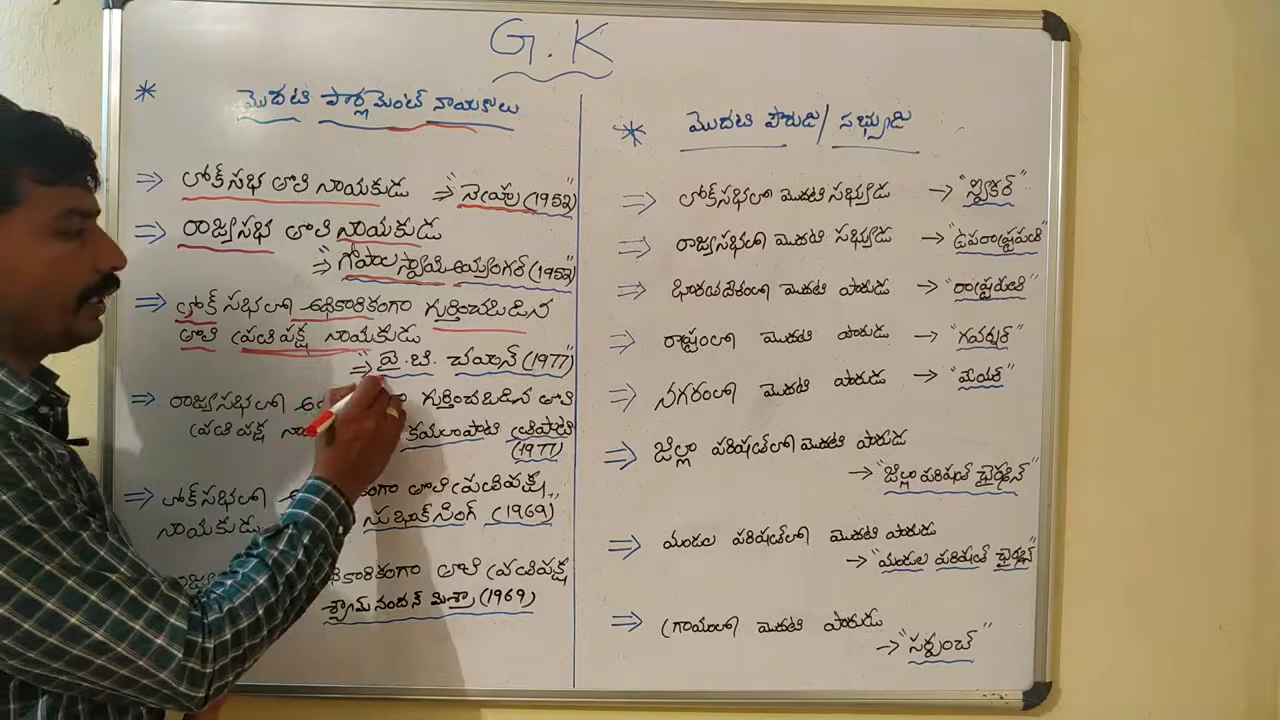 G.K
* మొదటి పార్లమెంట్ నాయకులు
⇒ లోక్ సభ తొలి నాయకుడు ⇒ "నెహ్రూ (1952)"
⇒ రాజ్యసభ తొలి నాయకుడు
⇒ "గోపాల స్వామి అయ్యంగార్ (1952)"
⇒ లోక్ సభలో అధికారికంగా గుర్తించబడిన
తొలి ప్రతిపక్ష నాయకుడు
⇒ "వై.బి. చవాన్ (1977)"
⇒ రాజ్యసభలో గుర్తించబడిన తొలి
ప్రతిపక్ష కమలాపాటి త్రిపాఠి
(1977)
⇒ లోక్ సభలో తొలి ప్రతిపక్ష
నాయకుడు సుభాక్ సింగ్ (1969)"
తొలి ప్రతిపక్ష
శ్యామ్ నందన్ మిశ్రా (1969)
* మొదటి పౌరుడు / సభ్యుడు
⇒ లోక్ సభలో మొదటి సభ్యుడు → "స్పీకర్"
⇒ రాజ్యసభలో మొదటి సభ్యుడు → "ఉపరాష్ట్రపతి"
⇒ భారతదేశంలో మొదటి పౌరుడు → "రాష్ట్రపతి"
⇒ రాష్ట్రంలో మొదటి పౌరుడు → "గవర్నర్"
⇒ నగరంలో మొదటి పౌరుడు → "మేయర్"
⇒ జిల్లా పరిషత్ లో మొదటి పౌరుడు
→ "జిల్లా పరిషత్ చైర్మన్"
⇒ మండల పరిషత్ లో మొదటి పౌరుడు
→ "మండల పరిషత్ చైర్మన్"
⇒ గ్రామంలో మొదటి పౌరుడు
→ "సర్పంచ్"